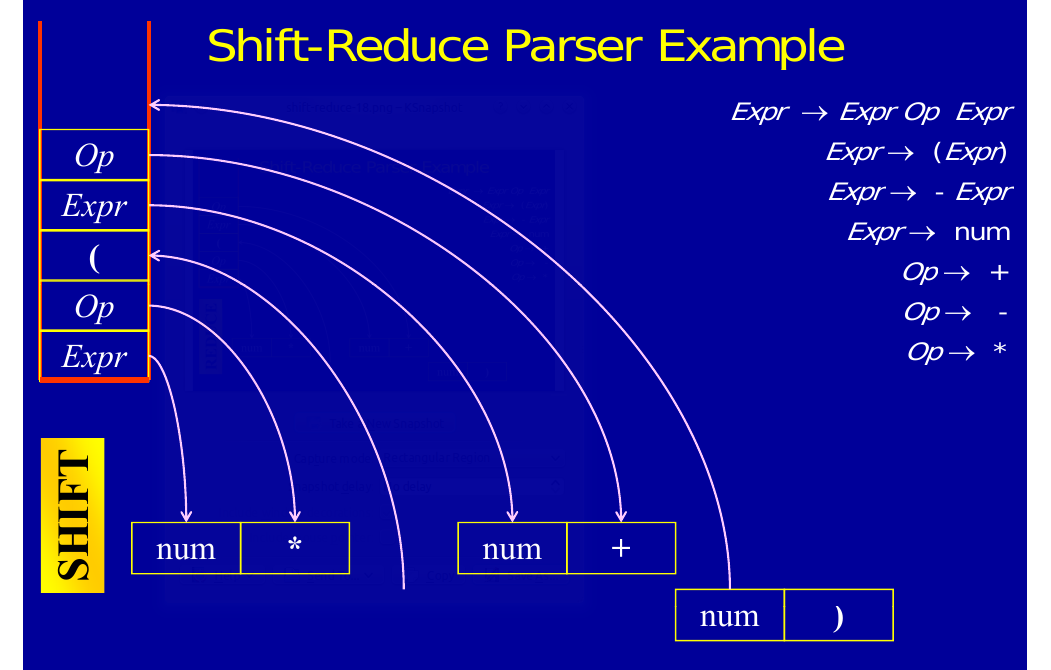 Shift-Reduce Parser Example
Expr → Expr Op Expr
Expr → (Expr)
Expr → - Expr
Expr → num
Op → +
Op → -
Op → *
Op
Expr
(
Op
Expr
SHIFT
num *
num +
num )